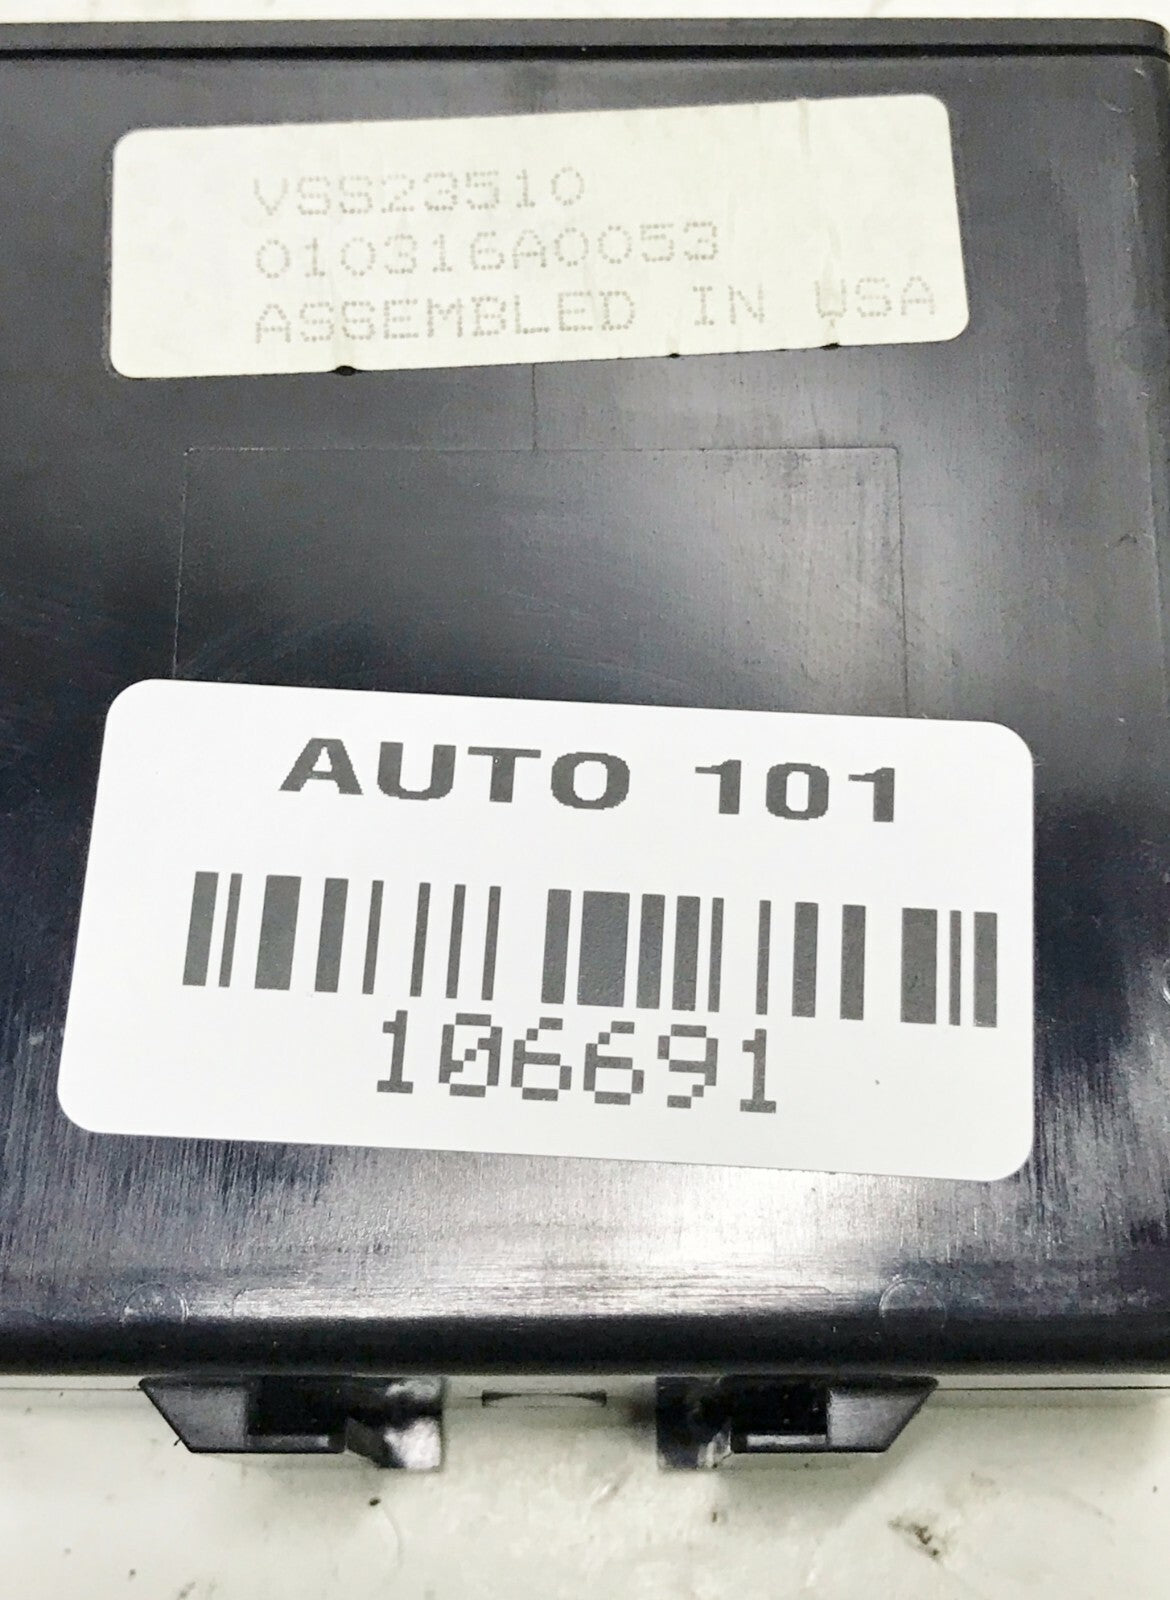 VSS23510
010316A0053
ASSEMBLED IN USA
AUTO 101
106691